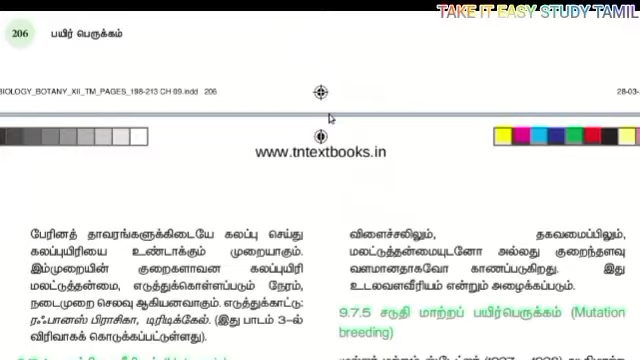 TAKE IT EASY STUDY TAMIL
206 பயிர் பெருக்கம்
BIOLOGY_BOTANY_XII_TM_PAGES_198-213 CH 09.indd 206
28-03-
www.tntextbooks.in
பேரினத் தாவரங்களுக்கிடையே கலப்பு செய்து
கலப்புயிரியை உண்டாக்கும் முறையாகும்.
இம்முறையின் குறைகளாவன கலப்புயிரி
மலட்டுத்தன்மை, எடுத்துக்கொள்ளப்படும் நேரம்,
நடைமுறை செலவு ஆகியனவாகும். எடுத்துக்காட்டு:
ரஃபானஸ் பிராசிகா, டிரிடிக்கேல். (இது பாடம் 3–ல்
விரிவாகக் கொடுக்கப்பட்டுள்ளது).
விளைச்சலிலும், தகவமைப்பிலும்,
மலட்டுத்தன்மையுடனோ அல்லது குறைந்தளவு
வளமானதாகவோ காணப்படுகிறது. இது
உடலவளவீரியம் என்றும் அழைக்கப்படும்.
9.7.5 சடுதி மாற்றப் பயிர்பெருக்கம் (Mutation
breeding)